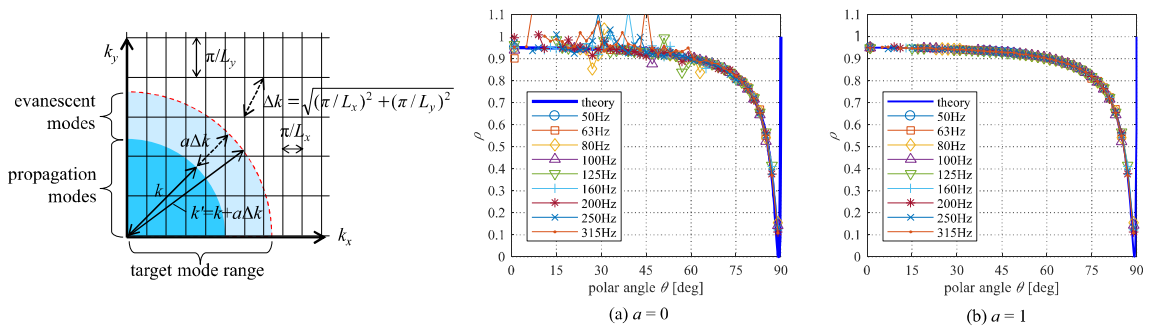 k_y
π/L_y
Δk = √(π/L_x)² + (π/L_y)²
evanescent
modes
aΔk
π/L_x
propagation
modes
k
k'=k+aΔk
k_x
target mode range
1.1
1
0.9
0.8
0.7
0.6
0.5
0.4
0.3
0.2
0.1
0
ρ
theory
50Hz
63Hz
80Hz
100Hz
125Hz
160Hz
200Hz
250Hz
315Hz
0 15 30 45 60 75 90
polar angle θ [deg]
(a) a = 0
1.1
1
0.9
0.8
0.7
0.6
0.5
0.4
0.3
0.2
0.1
0
ρ
theory
50Hz
63Hz
80Hz
100Hz
125Hz
160Hz
200Hz
250Hz
315Hz
0 15 30 45 60 75 90
polar angle θ [deg]
(b) a = 1